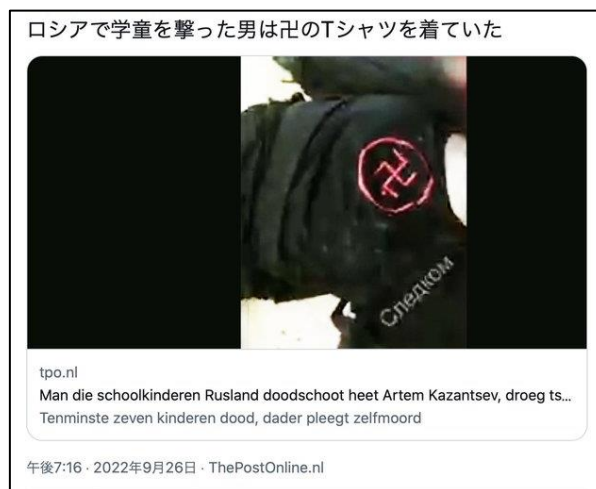 ロシアで学童を撃った男は卍のTシャツを着ていた
Следком
tpo.nl
Man die schoolkinderen Rusland doodschoot heet Artem Kazantsev, droeg ts...
Tenminste zeven kinderen dood, dader pleegt zelfmoord
午後7:16 · 2022年9月26日 · ThePostOnline.nl